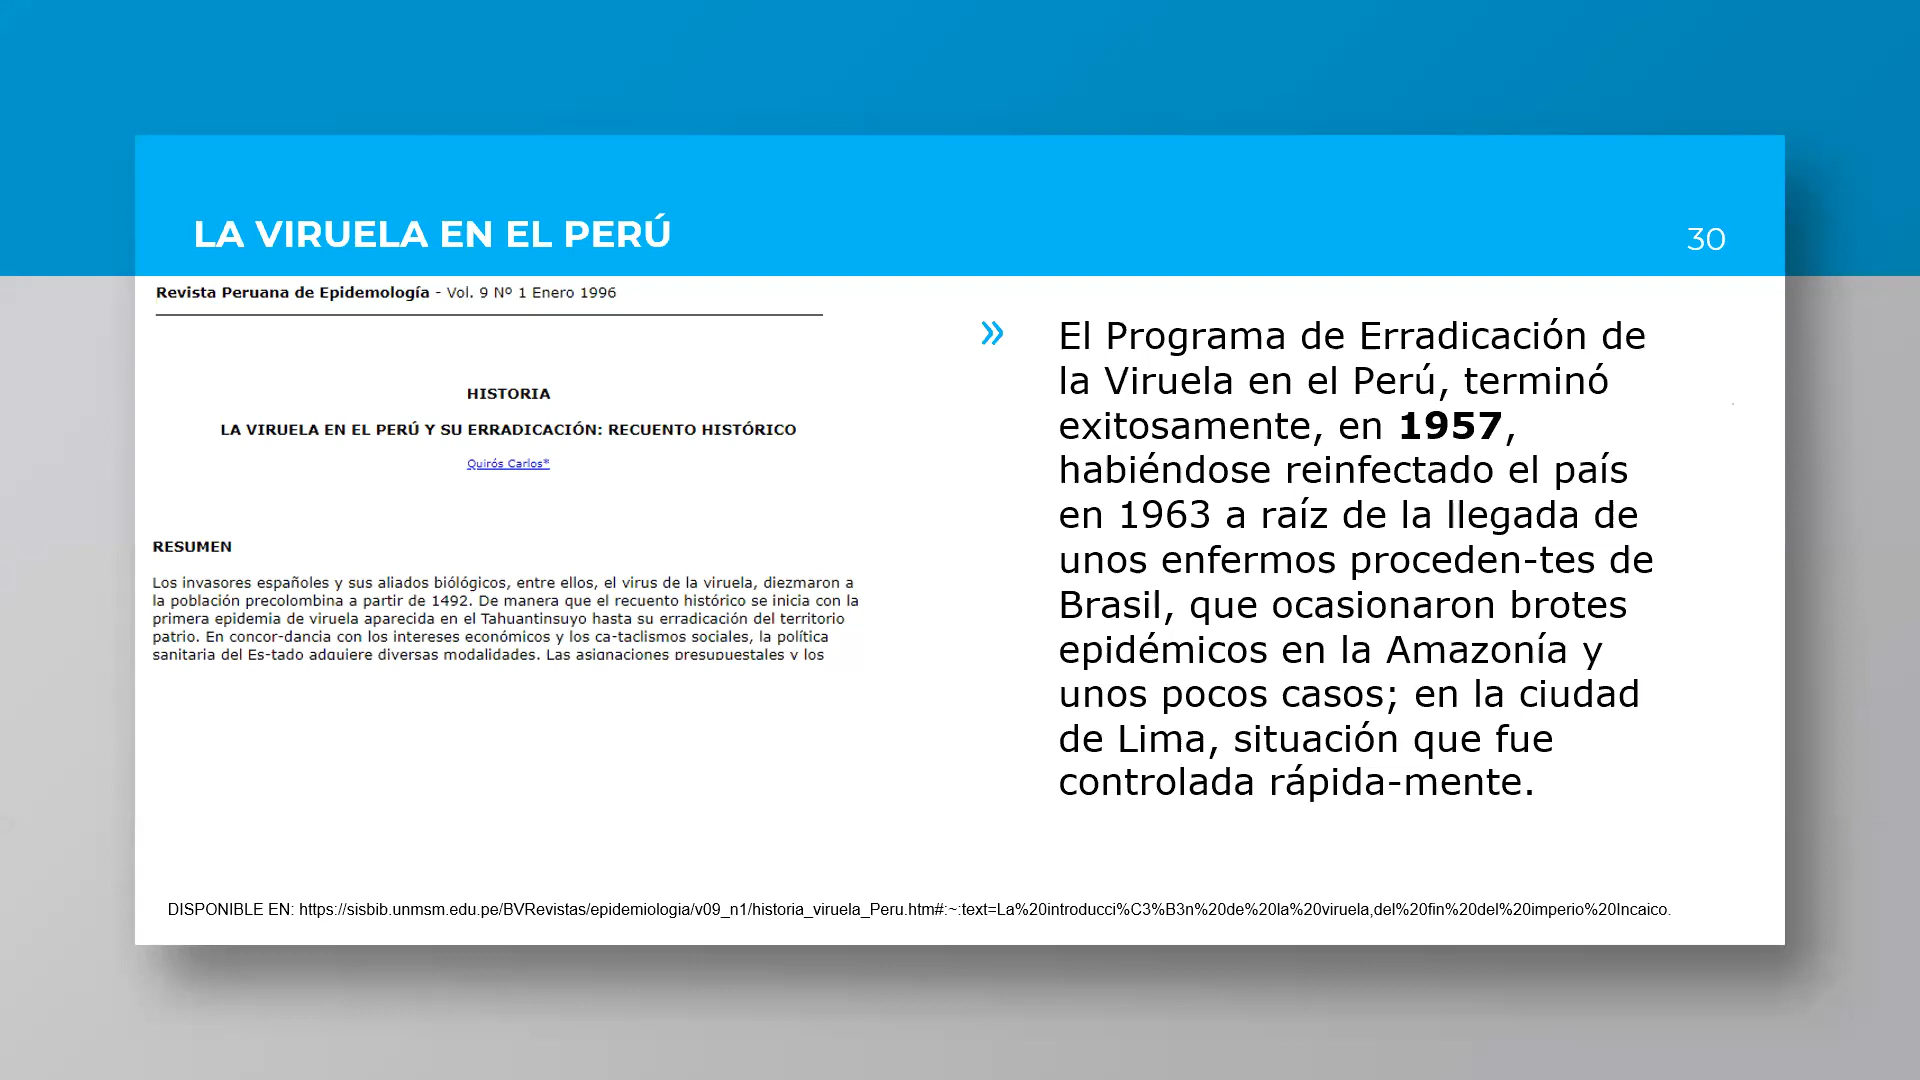 LA VIRUELA EN EL PERÚ
30
Revista Peruana de Epidemología - Vol. 9 Nº 1 Enero 1996
HISTORIA
LA VIRUELA EN EL PERÚ Y SU ERRADICACIÓN: RECUENTO HISTÓRICO
Quirós Carlos*
RESUMEN
Los invasores españoles y sus aliados biólógicos, entre ellos, el virus de la viruela, diezmaron a
la población precolombina a partir de 1492. De manera que el recuento histórico se inicia con la
primera epidemia de viruela aparecida en el Tahuantinsuyo hasta su erradicación del territorio
patrio. En concor-dancia con los intereses económicos y los ca-taclismos sociales, la política
sanitaria del Es-tado adquiere diversas modalidades. Las asignaciones presupuestales y los
» El Programa de Erradicación de
la Viruela en el Perú, terminó
exitosamente, en 1957,
habiéndose reinfectado el país
en 1963 a raíz de la llegada de
unos enfermos proceden-tes de
Brasil, que ocasionaron brotes
epidémicos en la Amazonía y
unos pocos casos; en la ciudad
de Lima, situación que fue
controlada rápida-mente.
DISPONIBLE EN: https://sisbib.unmsm.edu.pe/BVRevistas/epidemiologia/v09_n1/historia_viruela_Peru.htm#:~:text=La%20introducci%C3%B3n%20de%20la%20viruela,del%20fin%20del%20imperio%20Incaico.